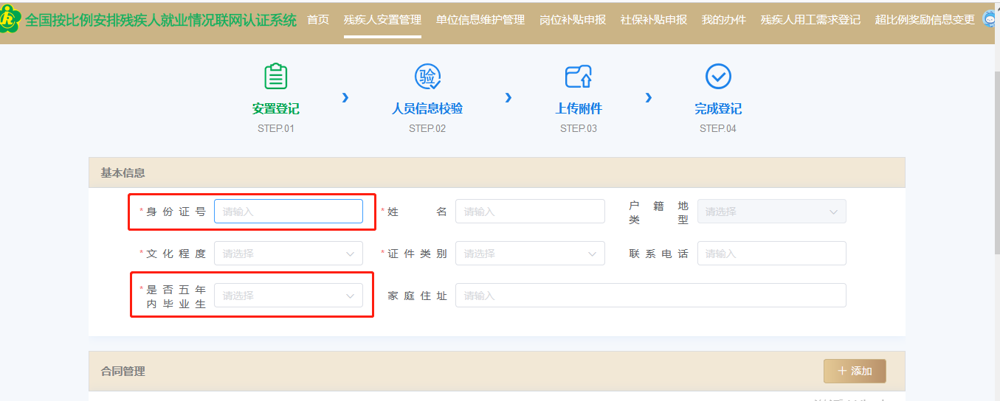 全国按比例安排残疾人就业情况联网认证系统 首页 残疾人安置管理 单位信息维护管理 岗位补贴申报 社保补贴申报 我的办件 残疾人用工需求登记 超比例奖励信息变更
验
安置登记 人员信息校验 上传附件 完成登记
STEP.01 STEP.02 STEP.03 STEP.04
基本信息
*身份证号 请输入 *姓名 请输入 户籍地类型 请选择
*文化程度 请选择 *证件类别 请选择 联系电话 请输入
*是否五年内毕业生 请选择 家庭住址 请输入
合同管理 + 添加